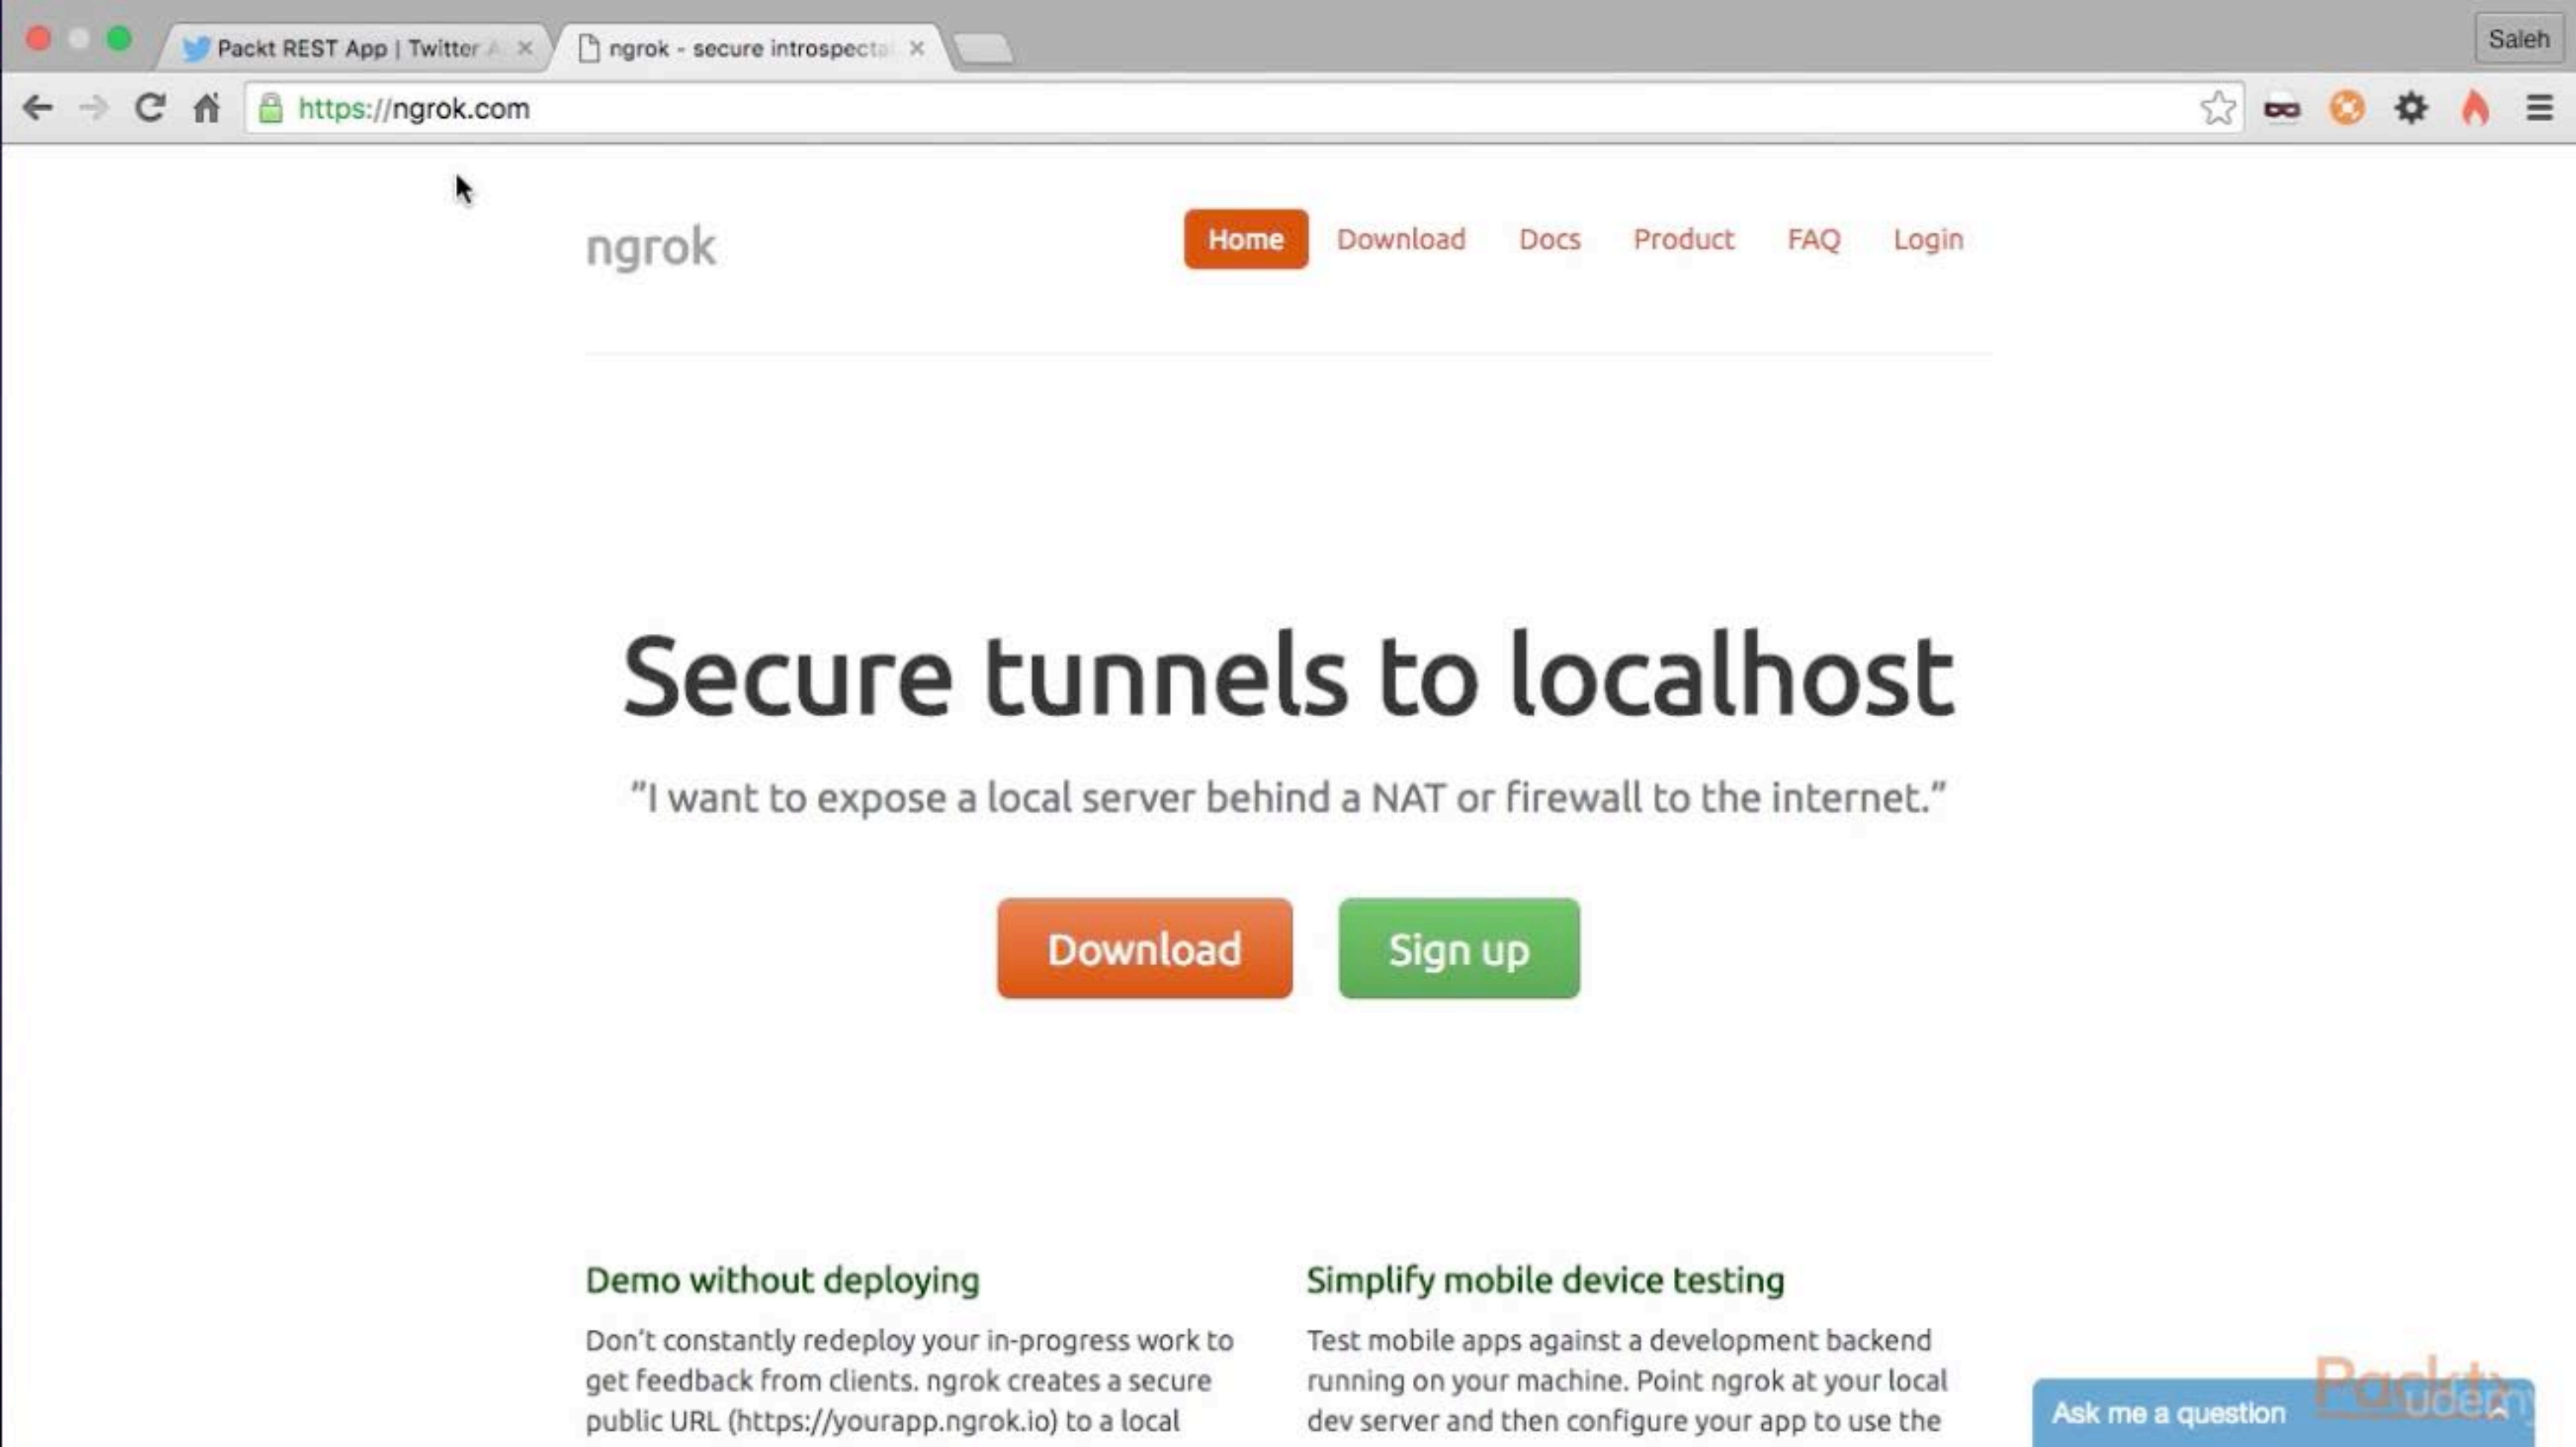 Packt REST App | Twitter
ngrok - secure introspecta
Saleh
https://ngrok.com
ngrok
Home Download Docs Product FAQ Login
Secure tunnels to localhost
"I want to expose a local server behind a NAT or firewall to the internet."
Download Sign up
Demo without deploying
Don't constantly redeploy your in-progress work to
get feedback from clients. ngrok creates a secure
public URL (https://yourapp.ngrok.io) to a local
Simplify mobile device testing
Test mobile apps against a development backend
running on your machine. Point ngrok at your local
dev server and then configure your app to use the
Ask me a question
Packt
udemy